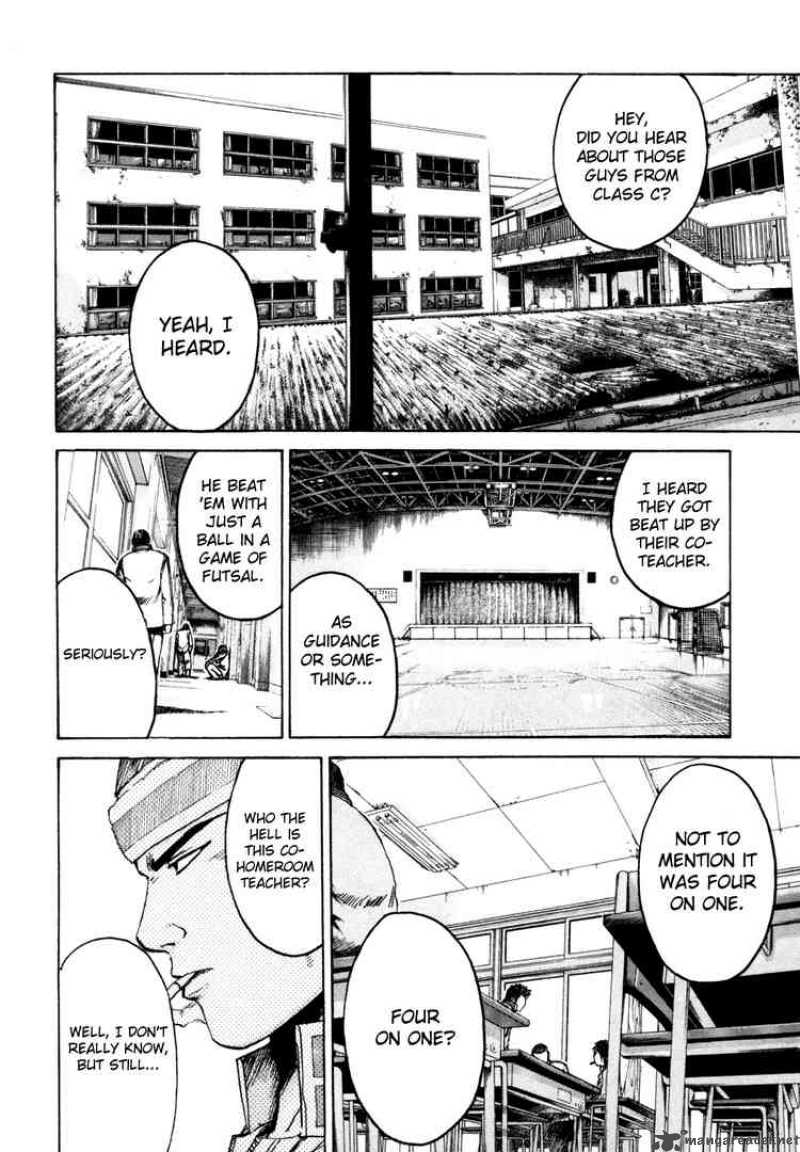 HEY,
DID YOU HEAR
ABOUT THOSE
GUYS FROM
CLASS C?
YEAH, I
HEARD.
I HEARD
THEY GOT
BEAT UP BY
THEIR CO-
TEACHER.
AS
GUIDANCE
OR SOME-
THING...
HE BEAT
'EM WITH
JUST A
BALL IN A
GAME OF
FUTSAL.
SERIOUSLY?
NOT TO
MENTION IT
WAS FOUR
ON ONE.
FOUR
ON ONE?
WHO THE
HELL IS
THIS CO-
HOMEROOM
TEACHER?
WELL, I DON'T
REALLY KNOW,
BUT STILL...
mangareader.net